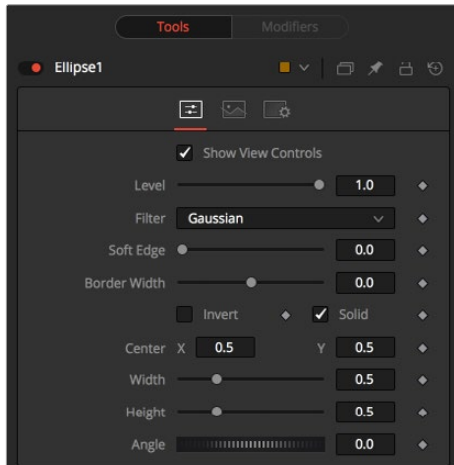 Tools Modifiers
Ellipse1
Show View Controls
Level 1.0
Filter Gaussian
Soft Edge 0.0
Border Width 0.0
Invert Solid
Center X 0.5 Y 0.5
Width 0.5
Height 0.5
Angle 0.0